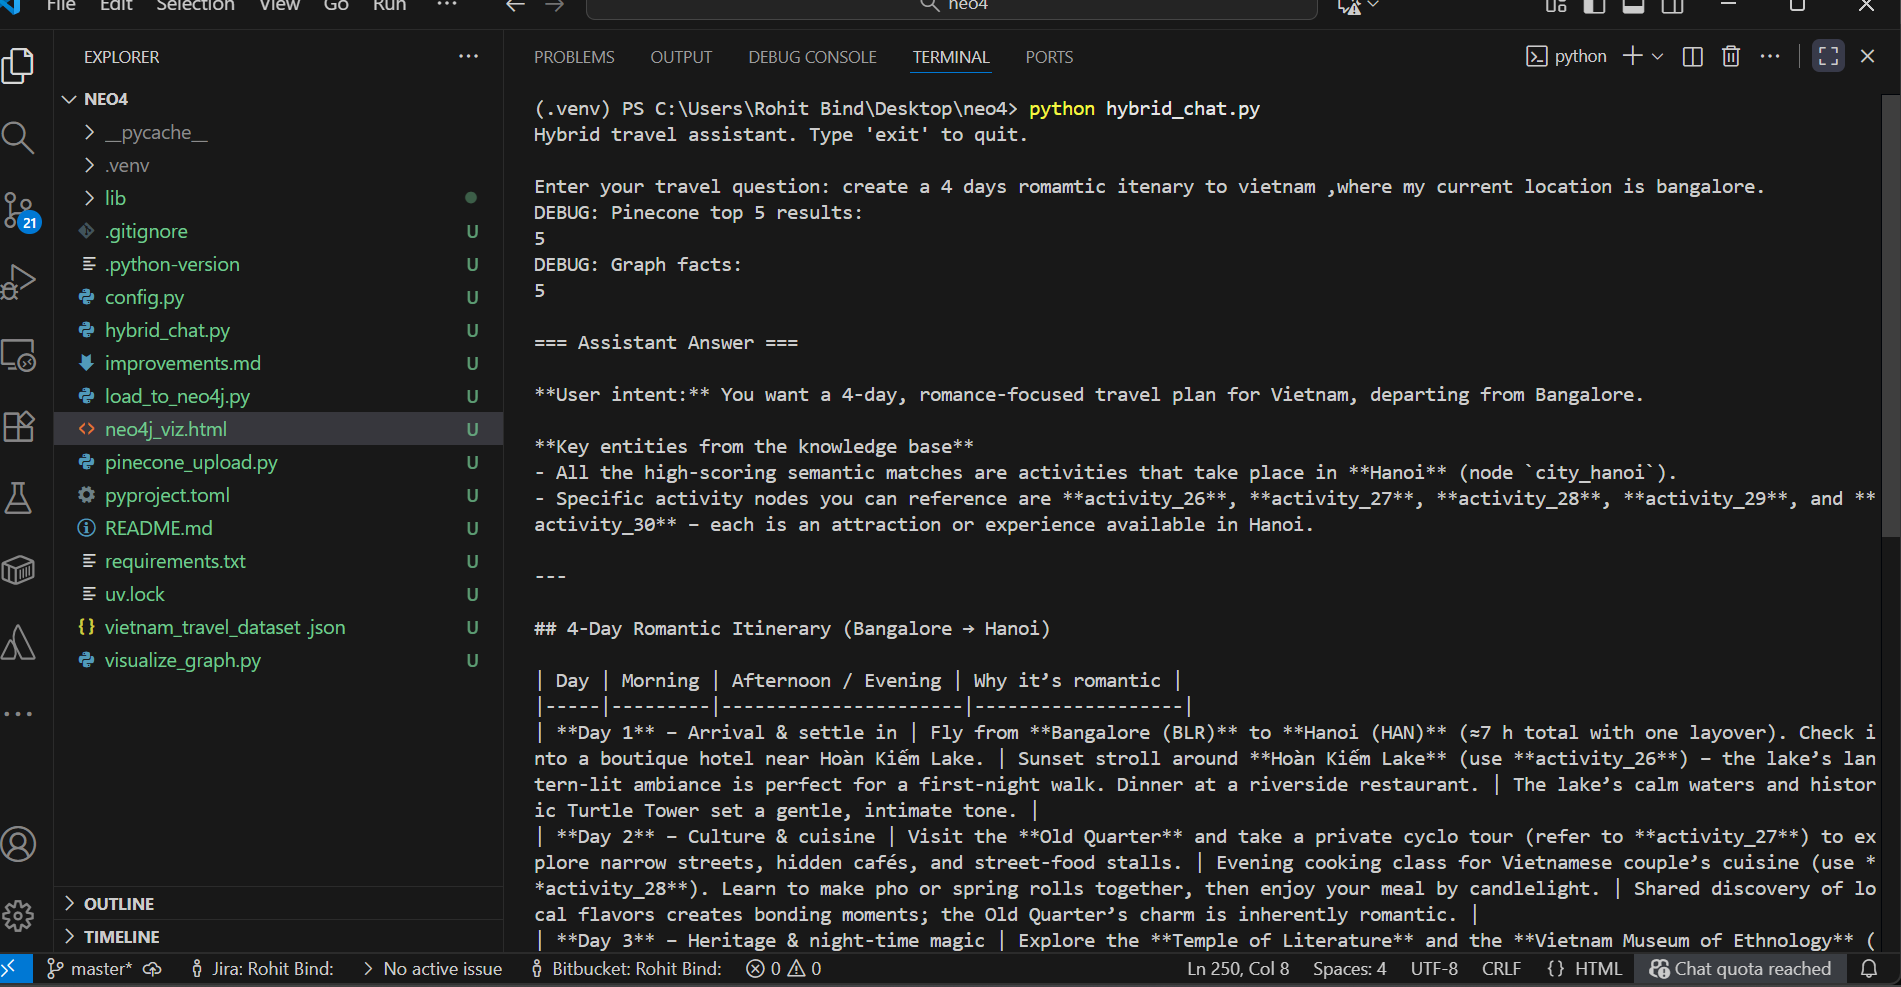 File Edit Selection View Go Run ···
neo4
EXPLORER ···
NEO4
__pycache__
.venv
lib
.gitignore U
.python-version U
config.py U
hybrid_chat.py U
improvements.md U
load_to_neo4j.py U
neo4j_viz.html U
pinecone_upload.py U
pyproject.toml U
README.md U
requirements.txt U
uv.lock U
vietnam_travel_dataset .json U
visualize_graph.py U
OUTLINE
TIMELINE
21
PROBLEMS OUTPUT DEBUG CONSOLE TERMINAL PORTS
python
(.venv) PS C:\Users\Rohit Bind\Desktop\neo4> python hybrid_chat.py
Hybrid travel assistant. Type 'exit' to quit.
Enter your travel question: create a 4 days romamtic itenary to vietnam ,where my current location is bangalore.
DEBUG: Pinecone top 5 results:
5
DEBUG: Graph facts:
5
=== Assistant Answer ===
**User intent:** You want a 4-day, romance-focused travel plan for Vietnam, departing from Bangalore.
**Key entities from the knowledge base**
- All the high-scoring semantic matches are activities that take place in **Hanoi** (node `city_hanoi`).
- Specific activity nodes you can reference are **activity_26**, **activity_27**, **activity_28**, **activity_29**, and **
activity_30** – each is an attraction or experience available in Hanoi.
---
## 4-Day Romantic Itinerary (Bangalore → Hanoi)
| Day | Morning | Afternoon / Evening | Why it’s romantic |
|-----|---------|----------------------|-------------------|
| **Day 1** – Arrival & settle in | Fly from **Bangalore (BLR)** to **Hanoi (HAN)** (≈7 h total with one layover). Check i
nto a boutique hotel near Hoàn Kiếm Lake. | Sunset stroll around **Hoàn Kiếm Lake** (use **activity_26**) – the lake’s lan
tern-lit ambiance is perfect for a first-night walk. Dinner at a riverside restaurant. | The lake’s calm waters and histor
ic Turtle Tower set a gentle, intimate tone. |
| **Day 2** – Culture & cuisine | Visit the **Old Quarter** and take a private cyclo tour (refer to **activity_27**) to ex
plore narrow streets, hidden cafés, and street-food stalls. | Evening cooking class for Vietnamese couple’s cuisine (use *
*activity_28**). Learn to make pho or spring rolls together, then enjoy your meal by candlelight. | Shared discovery of lo
cal flavors creates bonding moments; the Old Quarter’s charm is inherently romantic. |
| **Day 3** – Heritage & night-time magic | Explore the **Temple of Literature** and the **Vietnam Museum of Ethnology** (
master* Jira: Rohit Bind: No active issue Bitbucket: Rohit Bind: 0 0 Ln 250, Col 8 Spaces: 4 UTF-8 CRLF {} HTML Chat quota reached